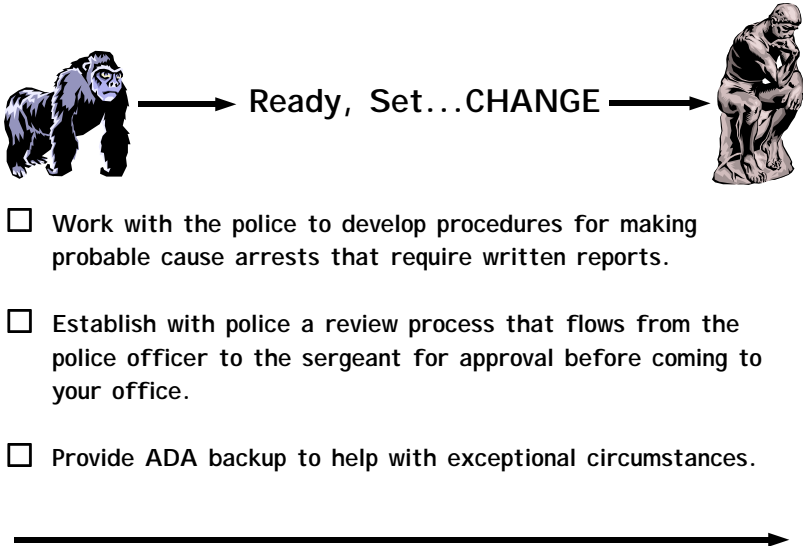 Ready, Set...CHANGE
Work with the police to develop procedures for making
probable cause arrests that require written reports.
Establish with police a review process that flows from the
police officer to the sergeant for approval before coming to
your office.
Provide ADA backup to help with exceptional circumstances.